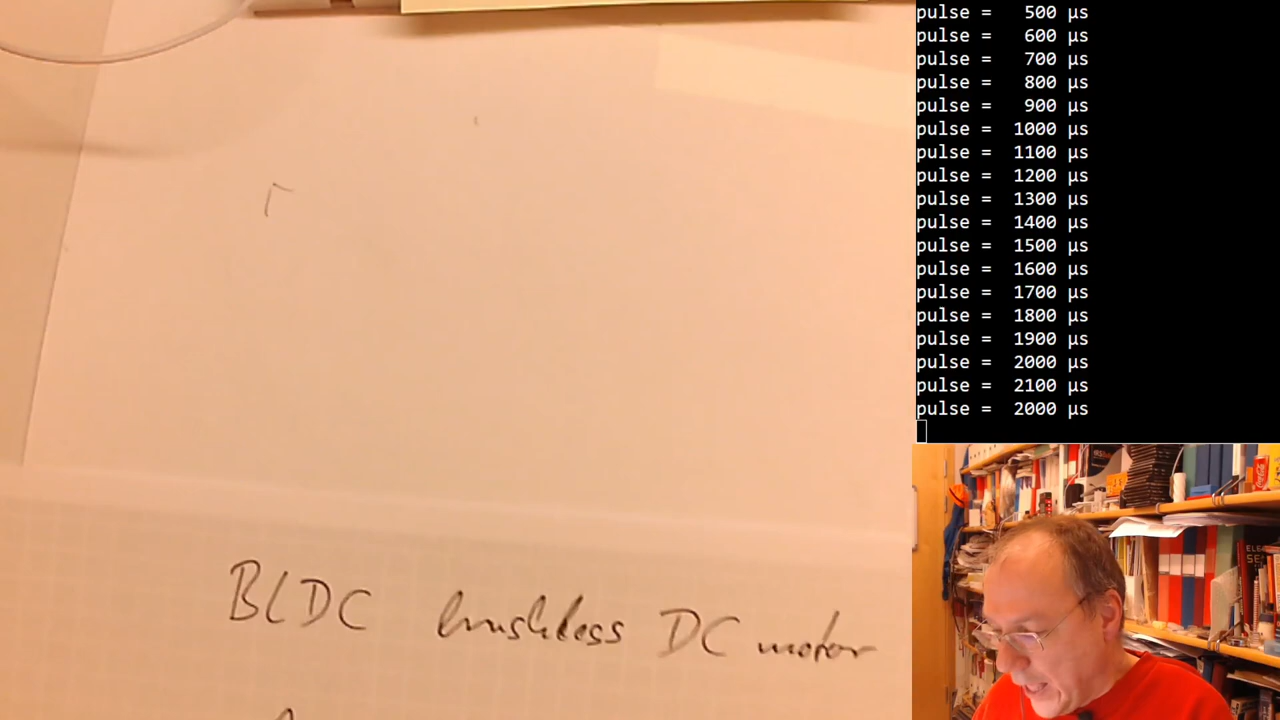 pulse =   500 µs
pulse =   600 µs
pulse =   700 µs
pulse =   800 µs
pulse =   900 µs
pulse =  1000 µs
pulse =  1100 µs
pulse =  1200 µs
pulse =  1300 µs
pulse =  1400 µs
pulse =  1500 µs
pulse =  1600 µs
pulse =  1700 µs
pulse =  1800 µs
pulse =  1900 µs
pulse =  2000 µs
pulse =  2100 µs
pulse =  2000 µs
BLDC brushless DC motor